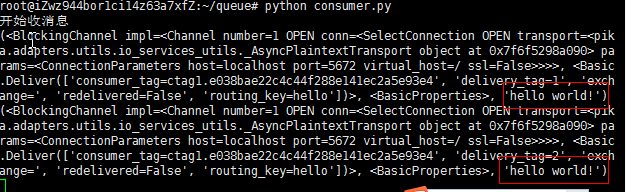 root@iZwz944bor1ci14z63a7xfZ:~/queue# python consumer.py
开始收消息
(<BlockingChannel impl=<Channel number=1 OPEN conn=<SelectConnection OPEN transport=<pik
a.adapters.utils.io_services_utils._AsyncPlaintextTransport object at 0x7f6f5298a090> pa
rams=<ConnectionParameters host=localhost port=5672 virtual_host=/ ssl=False>>>>, <Basic
.Deliver(['consumer_tag=ctag1.e038bae22c4c44f288e141ec2a5e93e4', 'delivery_tag=1', 'exch
ange=', 'redelivered=False', 'routing_key=hello'])>, <BasicProperties>, 'hello world!')
(<BlockingChannel impl=<Channel number=1 OPEN conn=<SelectConnection OPEN transport=<pik
a.adapters.utils.io_services_utils._AsyncPlaintextTransport object at 0x7f6f5298a090> pa
rams=<ConnectionParameters host=localhost port=5672 virtual_host=/ ssl=False>>>>, <Basic
.Deliver(['consumer_tag=ctag1.e038bae22c4c44f288e141ec2a5e93e4', 'delivery_tag=2', 'exch
ange=', 'redelivered=False', 'routing_key=hello'])>, <BasicProperties>, 'hello world!')